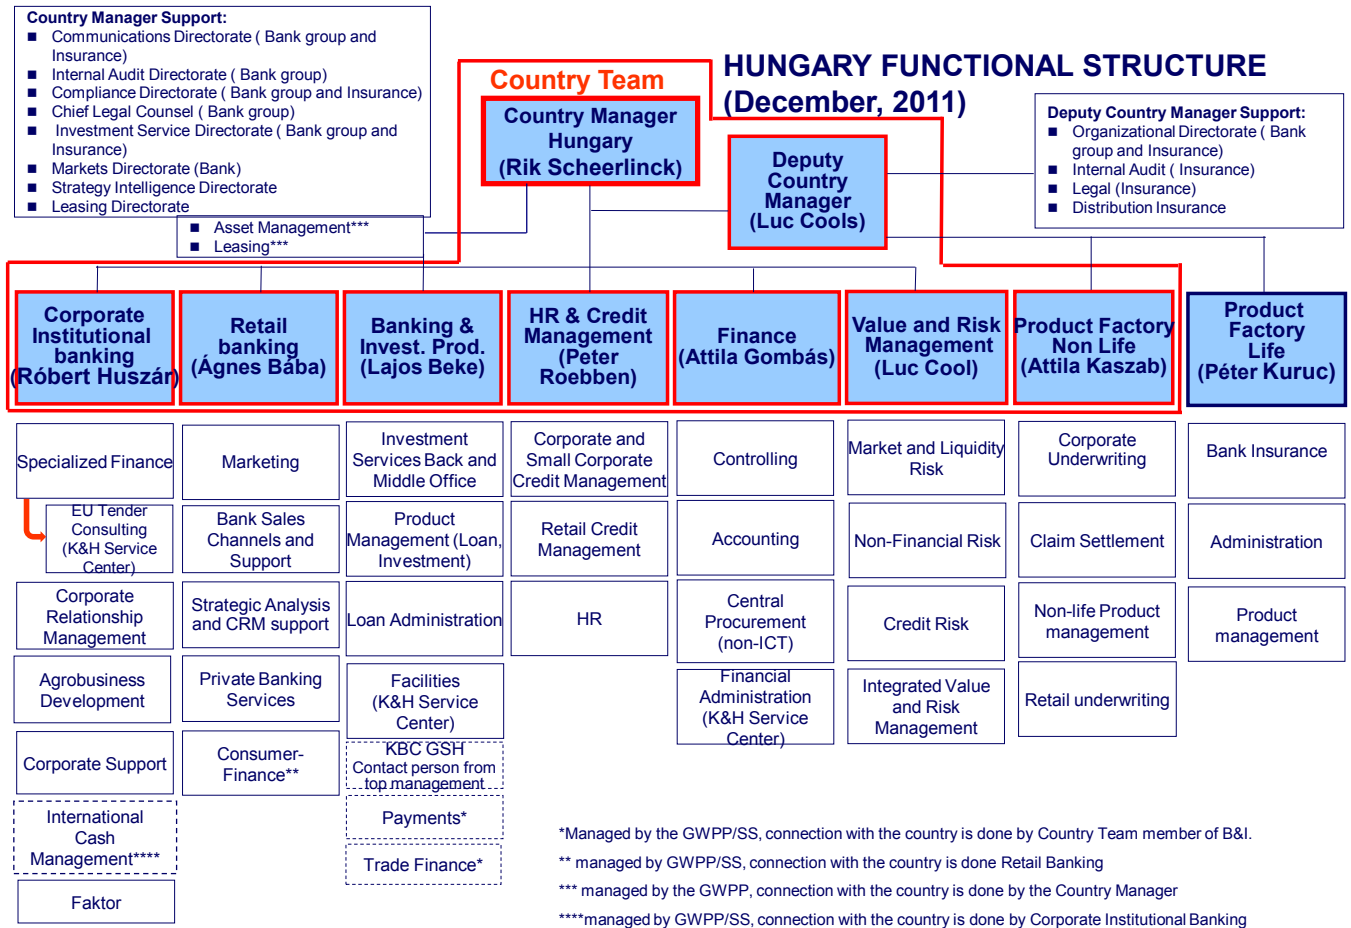 Country Manager Support:
■ Communications Directorate ( Bank group and
Insurance)
■ Internal Audit Directorate ( Bank group)
■ Compliance Directorate ( Bank group and Insurance)
■ Chief Legal Counsel ( Bank group)
■ Investment Service Directorate ( Bank group and
Insurance)
■ Markets Directorate (Bank)
■ Strategy Intelligence Directorate
■ Leasing Directorate
■ Asset Management***
■ Leasing***
Country Team
HUNGARY FUNCTIONAL STRUCTURE
(December, 2011)
Country Manager
Hungary
(Rik Scheerlinck)
Deputy
Country
Manager
(Luc Cools)
Deputy Country Manager Support:
■ Organizational Directorate ( Bank
group and Insurance)
■ Internal Audit ( Insurance)
■ Legal (Insurance)
■ Distribution Insurance
Corporate
Institutional
banking
(Róbert Huszár)
Retail
banking
(Ágnes Bába)
Banking &
Invest. Prod.
(Lajos Beke)
HR & Credit
Management
(Peter
Roebben)
Finance
(Attila Gombás)
Value and Risk
Management
(Luc Cool)
Product Factory
Non Life
(Attila Kaszab)
Product
Factory
Life
(Péter Kuruc)
Specialized Finance
EU Tender
Consulting
(K&H Service
Center)
Corporate
Relationship
Management
Agrobusiness
Development
Corporate Support
International
Cash
Management****
Faktor
Marketing
Bank Sales
Channels and
Support
Strategic Analysis
and CRM support
Private Banking
Services
Consumer-
Finance**
Investment
Services Back and
Middle Office
Product
Management (Loan,
Investment)
Loan Administration
Facilities
(K&H Service
Center)
KBC GSH
Contact person from
top management
Payments*
Trade Finance*
Corporate and
Small Corporate
Credit Management
Retail Credit
Management
HR
Controlling
Accounting
Central
Procurement
(non-ICT)
Financial
Administration
(K&H Service
Center)
Market and Liquidity
Risk
Non-Financial Risk
Credit Risk
Integrated Value
and Risk
Management
Corporate
Underwriting
Claim Settlement
Non-life Product
management
Retail underwriting
Bank Insurance
Administration
Product
management
*Managed by the GWPP/SS, connection with the country is done by Country Team member of B&I.
** managed by GWPP/SS, connection with the country is done Retail Banking
*** managed by the GWPP, connection with the country is done by the Country Manager
****managed by GWPP/SS, connection with the country is done by Corporate Institutional Banking